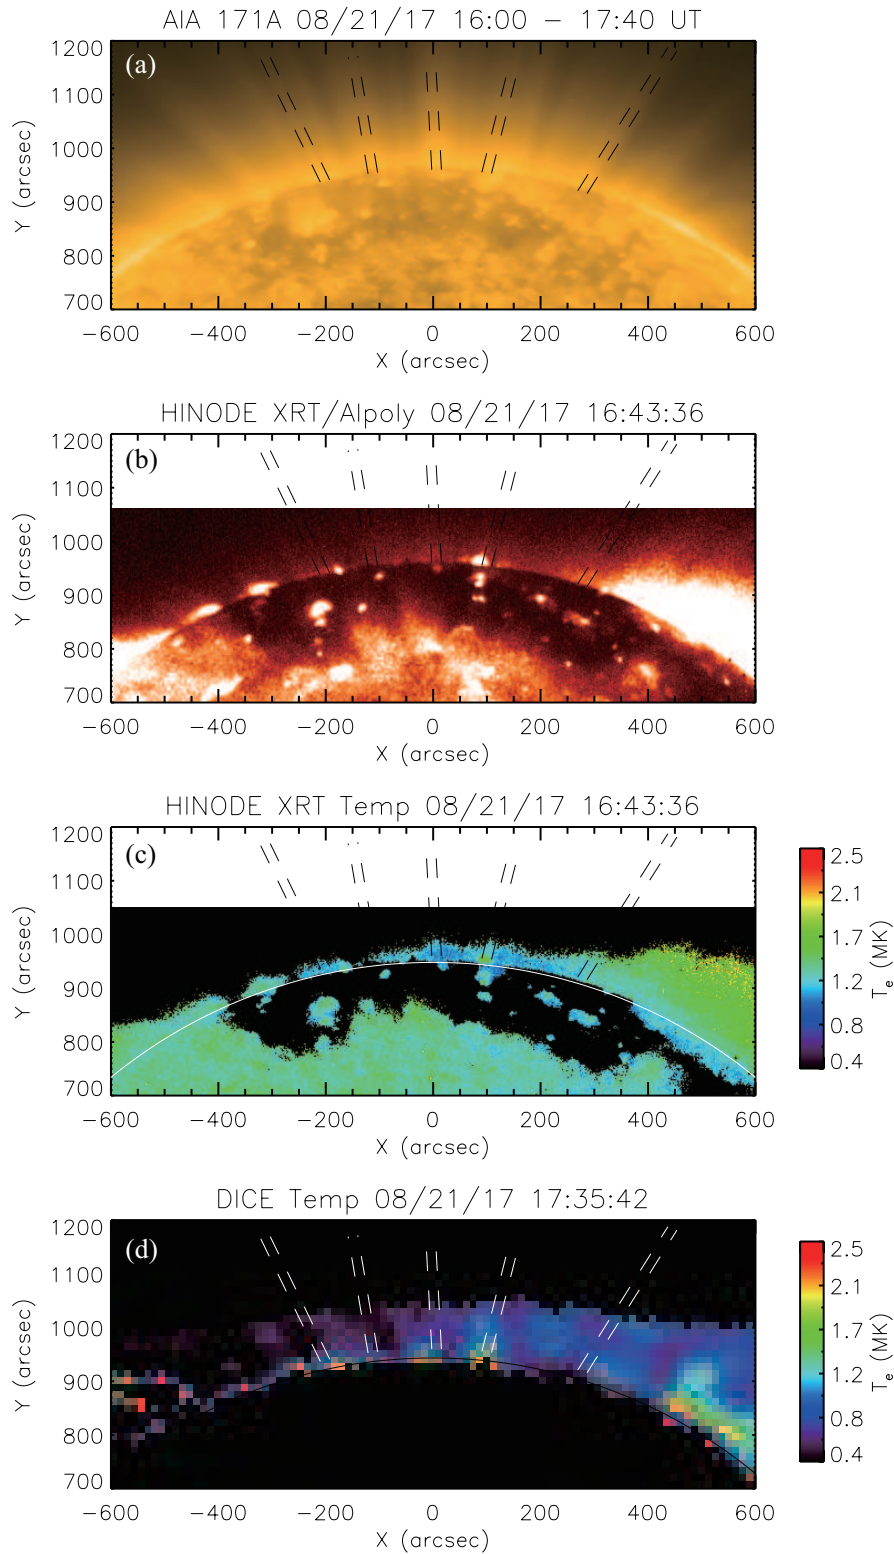 AIA 171A 08/21/17 16:00 − 17:40 UT
(a)
1200
1100
1000
900
800
700
Y (arcsec)
−600 −400 −200 0 200 400 600
X (arcsec)
HINODE XRT/Alpoly 08/21/17 16:43:36
(b)
1200
1100
1000
900
800
700
Y (arcsec)
−600 −400 −200 0 200 400 600
X (arcsec)
HINODE XRT Temp 08/21/17 16:43:36
(c)
1200
1100
1000
900
800
700
Y (arcsec)
−600 −400 −200 0 200 400 600
X (arcsec)
2.5
2.1
1.7
1.2
0.8
0.4
Te (MK)
DICE Temp 08/21/17 17:35:42
(d)
1200
1100
1000
900
800
700
Y (arcsec)
−600 −400 −200 0 200 400 600
X (arcsec)
2.5
2.1
1.7
1.2
0.8
0.4
Te (MK)